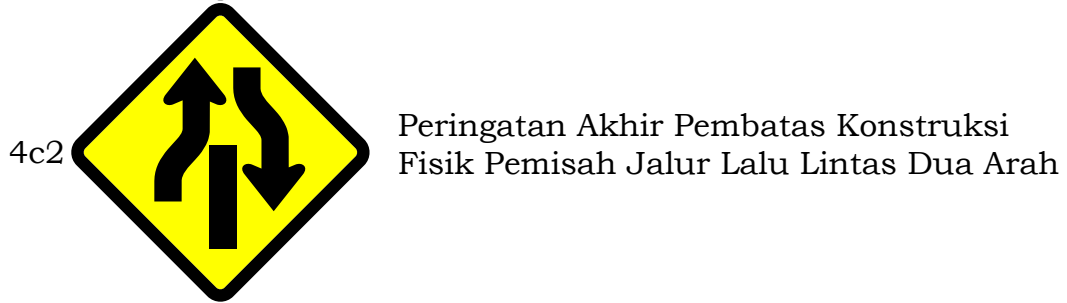 4c2
Peringatan Akhir Pembatas Konstruksi
Fisik Pemisah Jalur Lalu Lintas Dua Arah